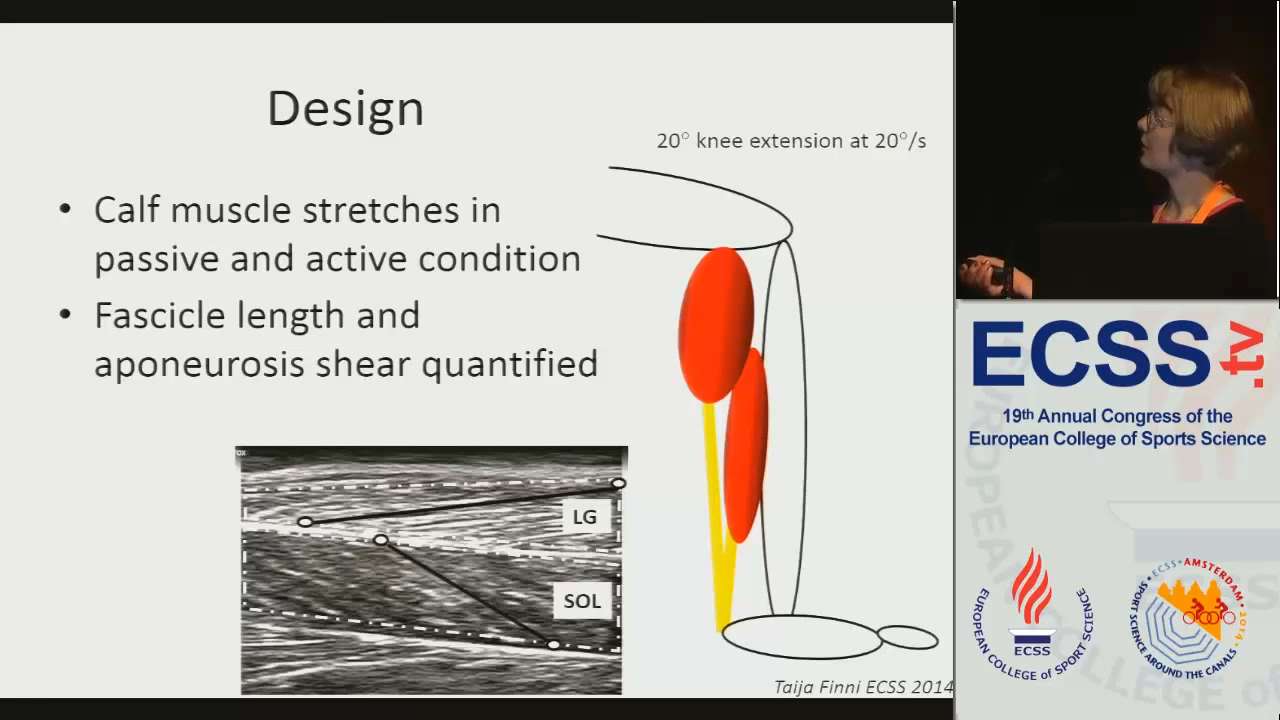 Design
20° knee extension at 20°/s
• Calf muscle stretches in
passive and active condition
• Fascicle length and
aponeurosis shear quantified
LG
SOL
Taija Finni ECSS 2014
ECSS.tv
19th Annual Congress of the
European College of Sports Science
EUROPEAN COLLEGE OF SPORT SCIENCE
ECSS
ECSS • AMSTERDAM • 2014 •
SPORT SCIENCE AROUND THE CANALS